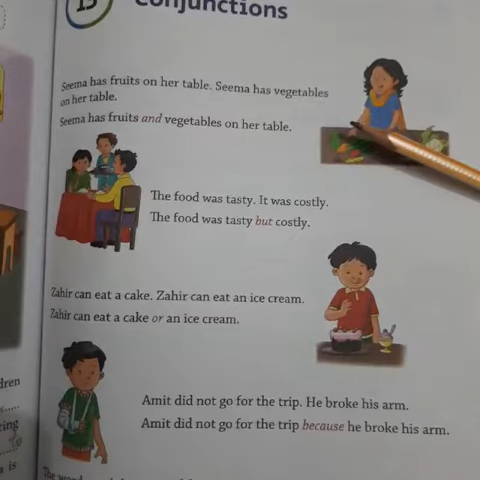 15
Conjunctions
Seema has fruits on her table. Seema has vegetables
on her table.
Seema has fruits and vegetables on her table.
The food was tasty. It was costly.
The food was tasty but costly.
Zahir can eat a cake. Zahir can eat an ice cream.
Zahir can eat a cake or an ice cream.
Amit did not go for the trip. He broke his arm.
Amit did not go for the trip because he broke his arm.
The
is